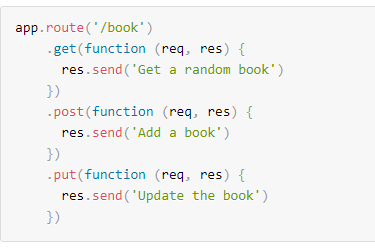 app.route('/book')
    .get(function (req, res) {
      res.send('Get a random book')
    })
    .post(function (req, res) {
      res.send('Add a book')
    })
    .put(function (req, res) {
      res.send('Update the book')
    })